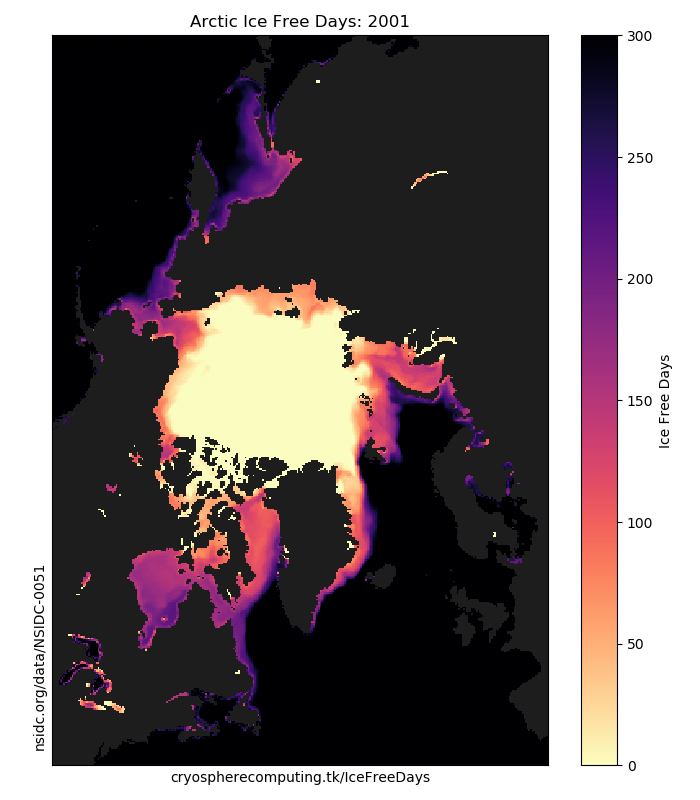 Arctic Ice Free Days: 2001
300
250
200
150
100
50
0
Ice Free Days
nsidc.org/data/NSIDC-0051
cryospherecomputing.tk/IceFreeDays